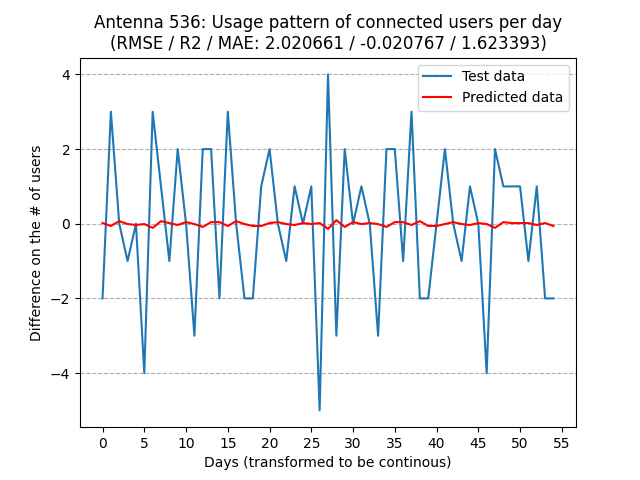 Antenna 536: Usage pattern of connected users per day
(RMSE / R2 / MAE: 2.020661 / -0.020767 / 1.623393)
Test data
Predicted data
Difference on the # of users
4
2
0
−2
−4
0 5 10 15 20 25 30 35 40 45 50 55
Days (transformed to be continous)